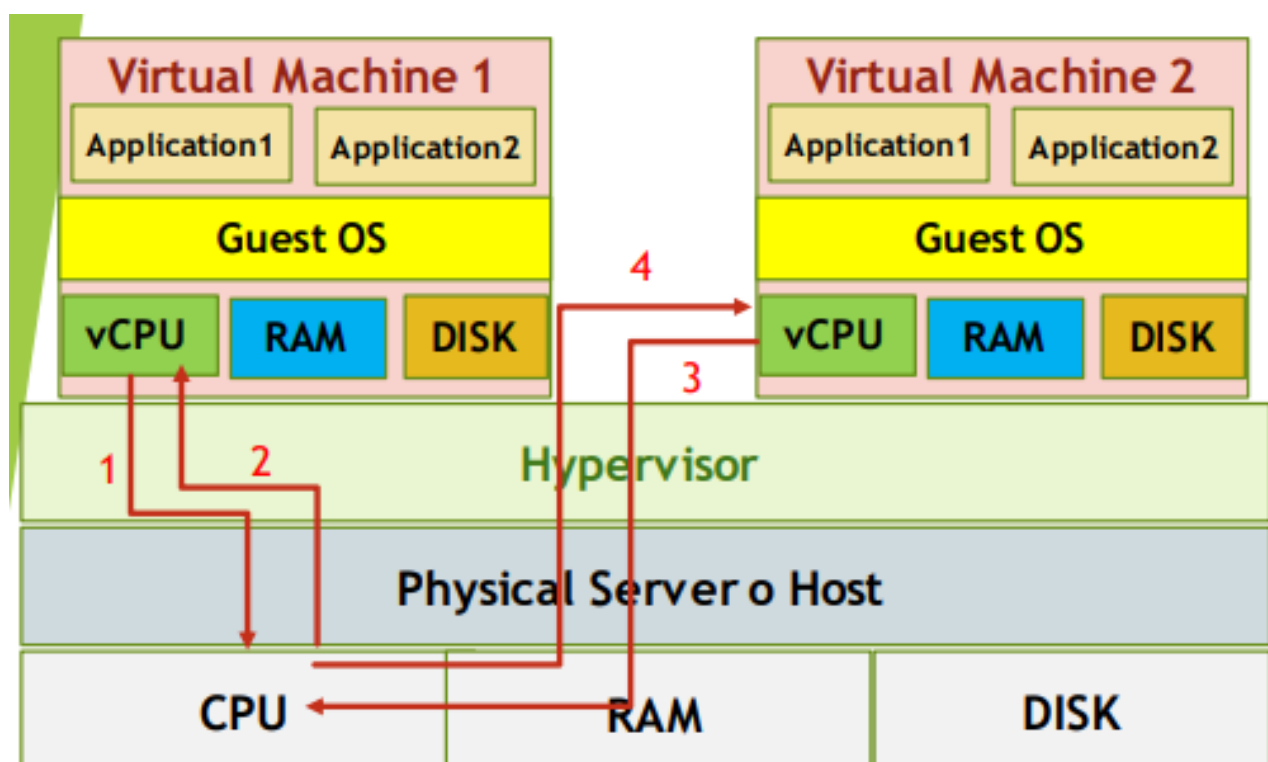 Virtual Machine 1
Application1
Application2
Guest OS
vCPU
RAM
DISK
Virtual Machine 2
Application1
Application2
Guest OS
vCPU
RAM
DISK
4
3
1
2
Hypervisor
Physical Server o Host
CPU
RAM
DISK